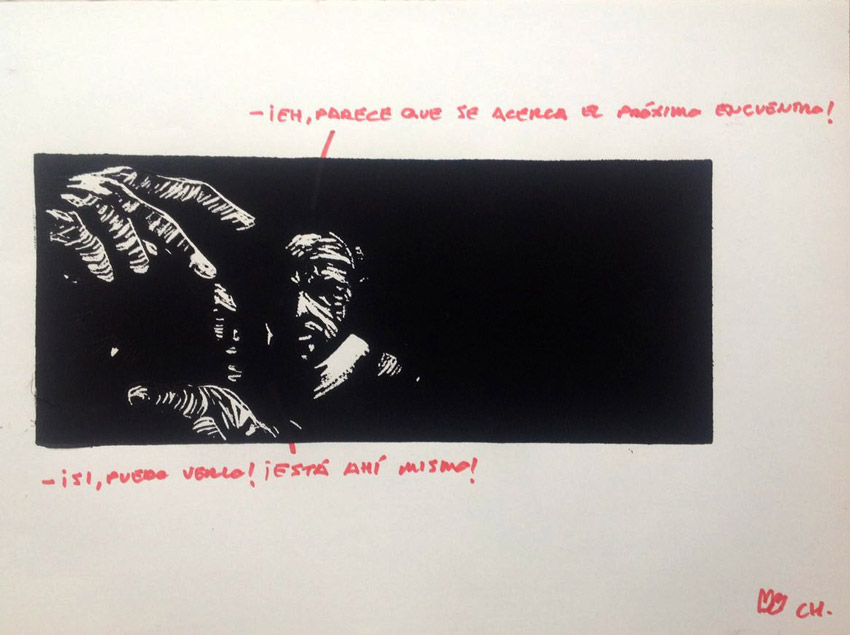 -¡EH, PARECE QUE SE ACERCA EL PRÓXIMO ENCUENTRO!
-¡SI, PUEDO VERLO! ¡ESTÁ AHÍ MISMO!
CH.